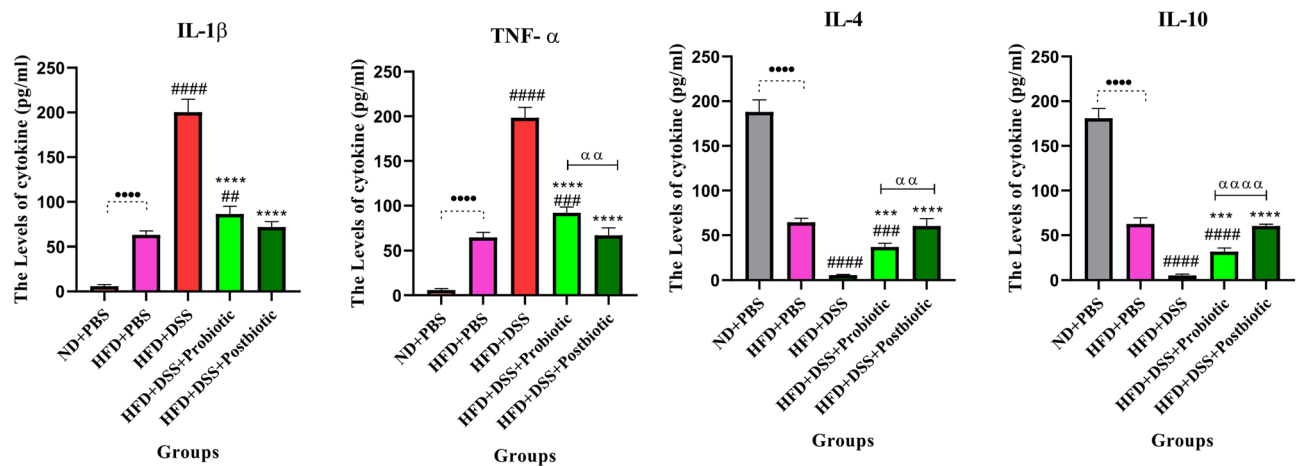 IL-1β
The Levels of cytokine (pg/ml)
250
200
150
100
50
0
••••
####
****
##
****
ND+PBS
HFD+PBS
HFD+DSS
HFD+DSS+Probiotic
HFD+DSS+Postbiotic
Groups
TNF- α
The Levels of cytokine (pg/ml)
250
200
150
100
50
0
••••
####
α α
****
###
****
ND+PBS
HFD+PBS
HFD+DSS
HFD+DSS+Probiotic
HFD+DSS+Postbiotic
Groups
IL-4
The Levels of cytokine (pg/ml)
250
200
150
100
50
0
••••
####
α α
***
###
****
ND+PBS
HFD+PBS
HFD+DSS
HFD+DSS+Probiotic
HFD+DSS+Postbiotic
Groups
IL-10
The Levels of cytokine (pg/ml)
250
200
150
100
50
0
••••
####
α α α α
***
####
****
ND+PBS
HFD+PBS
HFD+DSS
HFD+DSS+Probiotic
HFD+DSS+Postbiotic
Groups